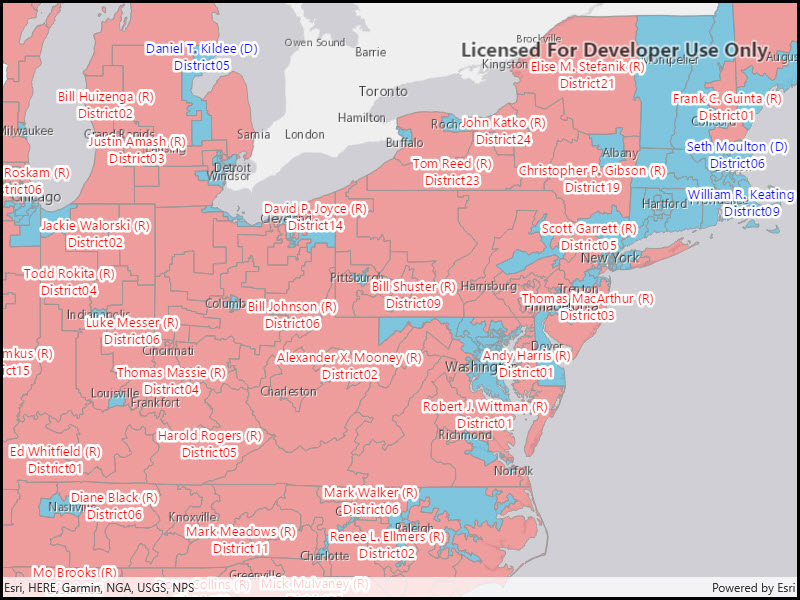 Owen Sound
Brockville
Daniel T. Kildee (D)
District05
Barrie
Licensed For Developer Use Only
Kingston
Montpelier
Augus
Elise M. Stefanik (R)
District21
Toronto
Bill Huizenga (R)
District02
Frank C. Guinta (R)
District01
Concord
Hamilton
John Katko (R)
District24
Milwaukee
Grand Rapids
Samia
London
Buffalo
Justin Amash (R)
District03
Albany
Seth Moulton (D)
District06
Detroit
Windsor
Tom Reed (R)
District23
Christopher P. Gibson (R)
District19
Roskam (R)
strict06
Chicago
William R. Keating
District09
Hartford
David P. Joyce (R)
District14
Cleveland
Jackie Walorski (R)
District02
Scott Garrett (R)
District05
New York
Todd Rokita (R)
District04
Pittsburgh
Bill Shuster (R)
District09
Harrisburg
Trenton
Philadelphia
Thomas MacArthur (R)
District03
Columbus
Bill Johnson (R)
District06
Indianapolis
Luke Messer (R)
District06
Cincinnati
Dover
mkus (R)
ict15
Alexander X. Mooney (R)
District02
Washington
Andy Harris (R)
District01
Thomas Massie (R)
District04
Charleston
Louisville
Frankfort
Robert J. Wittman (R)
District01
Richmond
Harold Rogers (R)
District05
Ed Whitfield (R)
District01
Norfolk
Diane Black (R)
District06
Nashville
Mark Walker (R)
District06
Knoxville
Raleigh
Mark Meadows (R)
District11
Renee L. Ellmers (R)
District02
Charlotte
Mo Brooks (R)
Greenville
Collins (R)
Mick Mulvaney (R)
Esri, HERE, Garmin, NGA, USGS, NPS
Powered by Esri